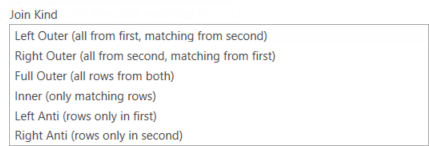 Join Kind
Left Outer (all from first, matching from second)
Right Outer (all from second, matching from first)
Full Outer (all rows from both)
Inner (only matching rows)
Left Anti (rows only in first)
Right Anti (rows only in second)